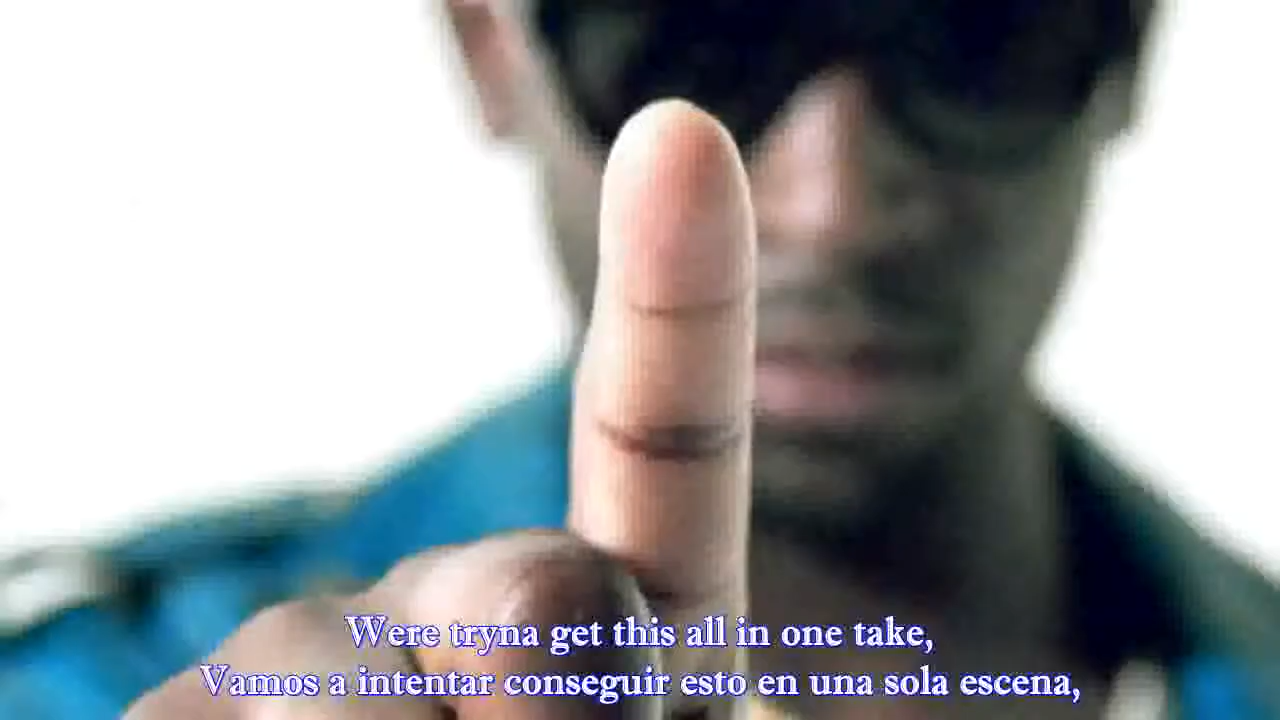 Were tryna get this all in one take,
Vamos a intentar conseguir esto en una sola escena,